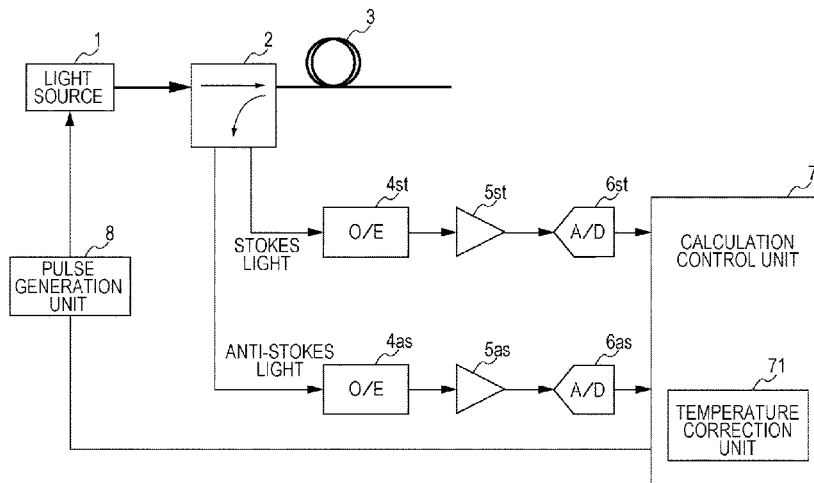 1
LIGHT
SOURCE
2
3
4st
O/E
5st
6st
A/D
7
STOKES
LIGHT
CALCULATION
CONTROL UNIT
8
PULSE
GENERATION
UNIT
ANTI-STOKES
LIGHT
4as
O/E
5as
6as
A/D
71
TEMPERATURE
CORRECTION
UNIT